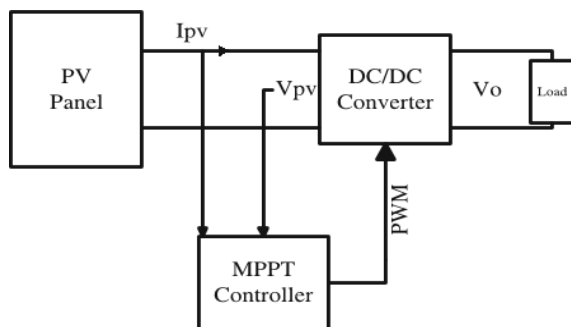 Ipv
PV
Panel
Vpv
DC/DC
Converter
Vo
Load
PWM
MPPT
Controller